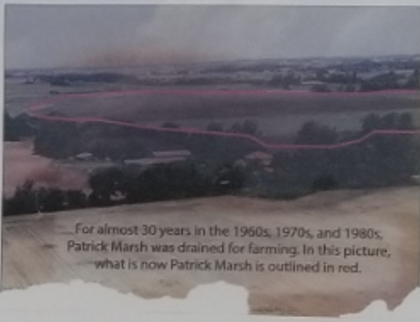 For almost 30 years in the 1960s, 1970s, and 1980s,
Patrick Marsh was drained for farming. In this picture,
what is now Patrick Marsh is outlined in red.